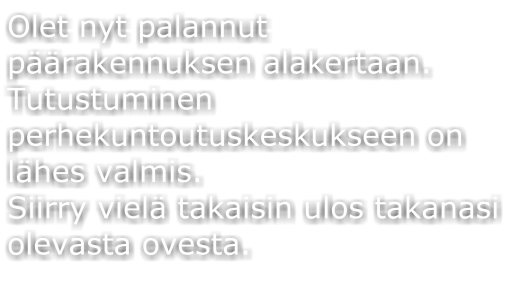 Olet nyt palannut
päärakennuksen alakertaan.
Tutustuminen
perhekuntoutuskeskukseen on
lähes valmis.
Siirry vielä takaisin ulos takanasi
olevasta ovesta.